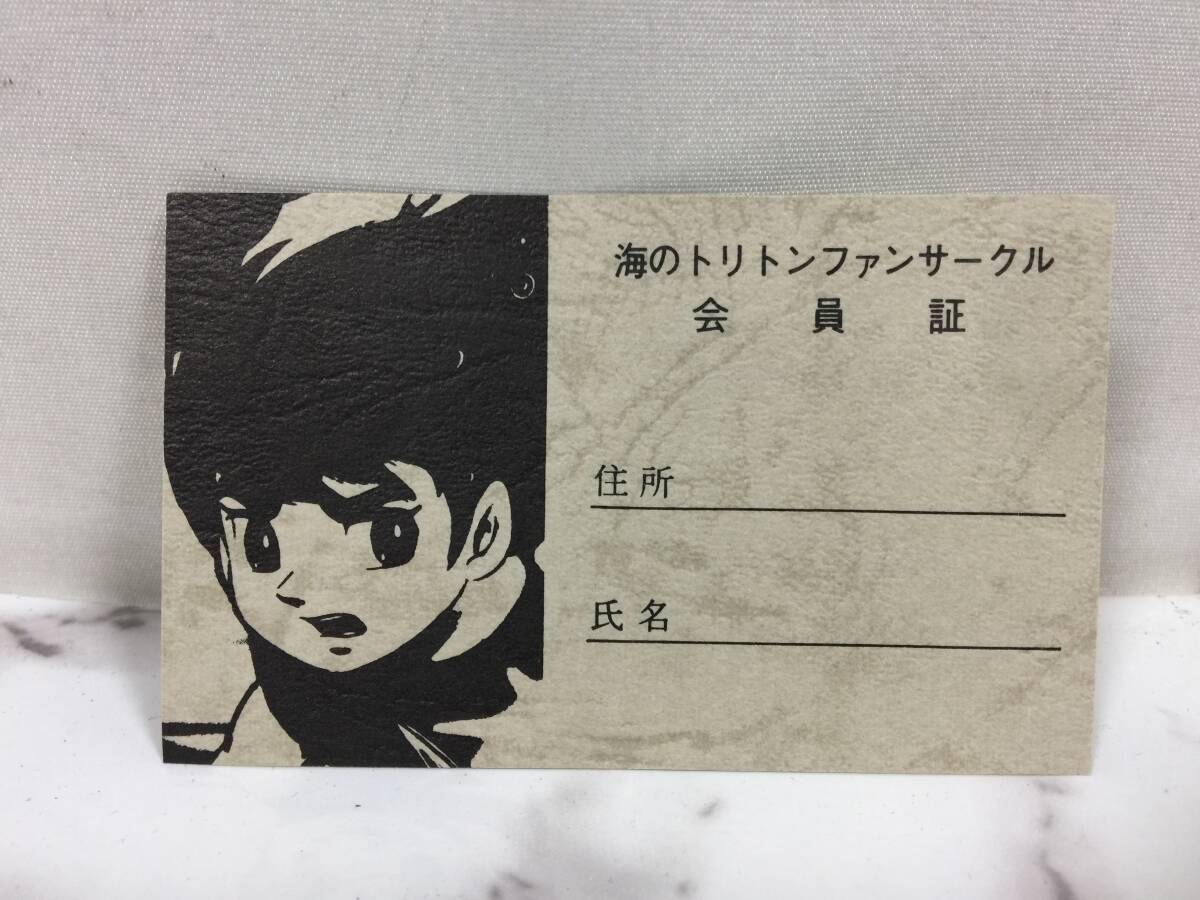 海のトリトンファンサークル
会員証
住所
氏名